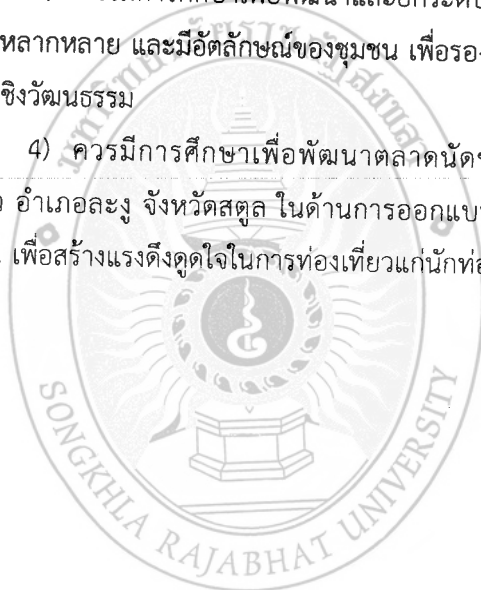 หลากหลาย และมีอัตลักษณ์ของชุมชน เพื่อรอง
ชิงวัฒนธรรม
4) ควรมีการศึกษาเพื่อพัฒนาตลาดนัด
อำเภอละงู จังหวัดสตูล ในด้านการออกแบบ
เพื่อสร้างแรงดึงดูดใจในการท่องเที่ยวแก่นักท่อ
SONGKHLA RAJABHAT UNIVERSITY